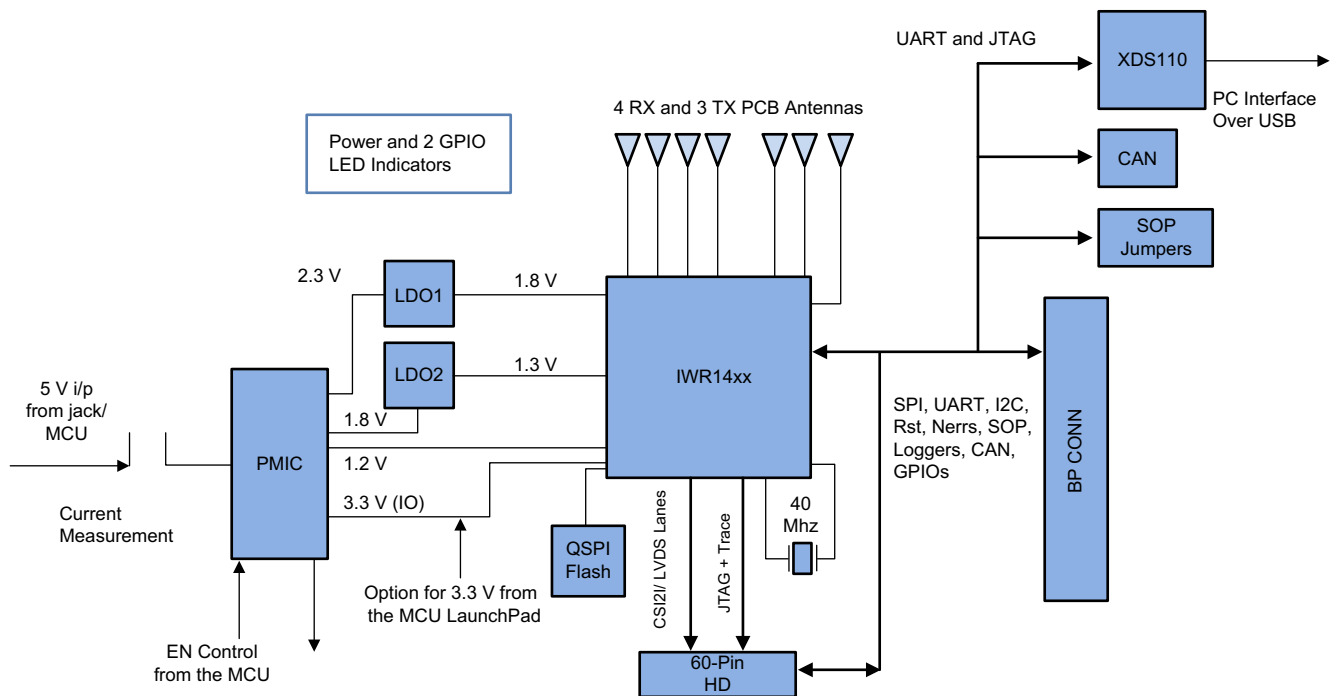 UART and JTAG
XDS110
PC Interface
Over USB
4 RX and 3 TX PCB Antennas
Power and 2 GPIO
LED Indicators
CAN
SOP
Jumpers
2.3 V
LDO1
1.8 V
LDO2
1.3 V
IWR14xx
5 V i/p
from jack/
MCU
1.8 V
PMIC
1.2 V
3.3 V (IO)
Current
Measurement
SPI, UART, I2C,
Rst, Nerrs, SOP,
Loggers, CAN,
GPIOs
BP CONN
QSPI
Flash
CSI2I/ LVDS Lanes
JTAG + Trace
40
Mhz
Option for 3.3 V from
the MCU LaunchPad
EN Control
from the MCU
60-Pin
HD